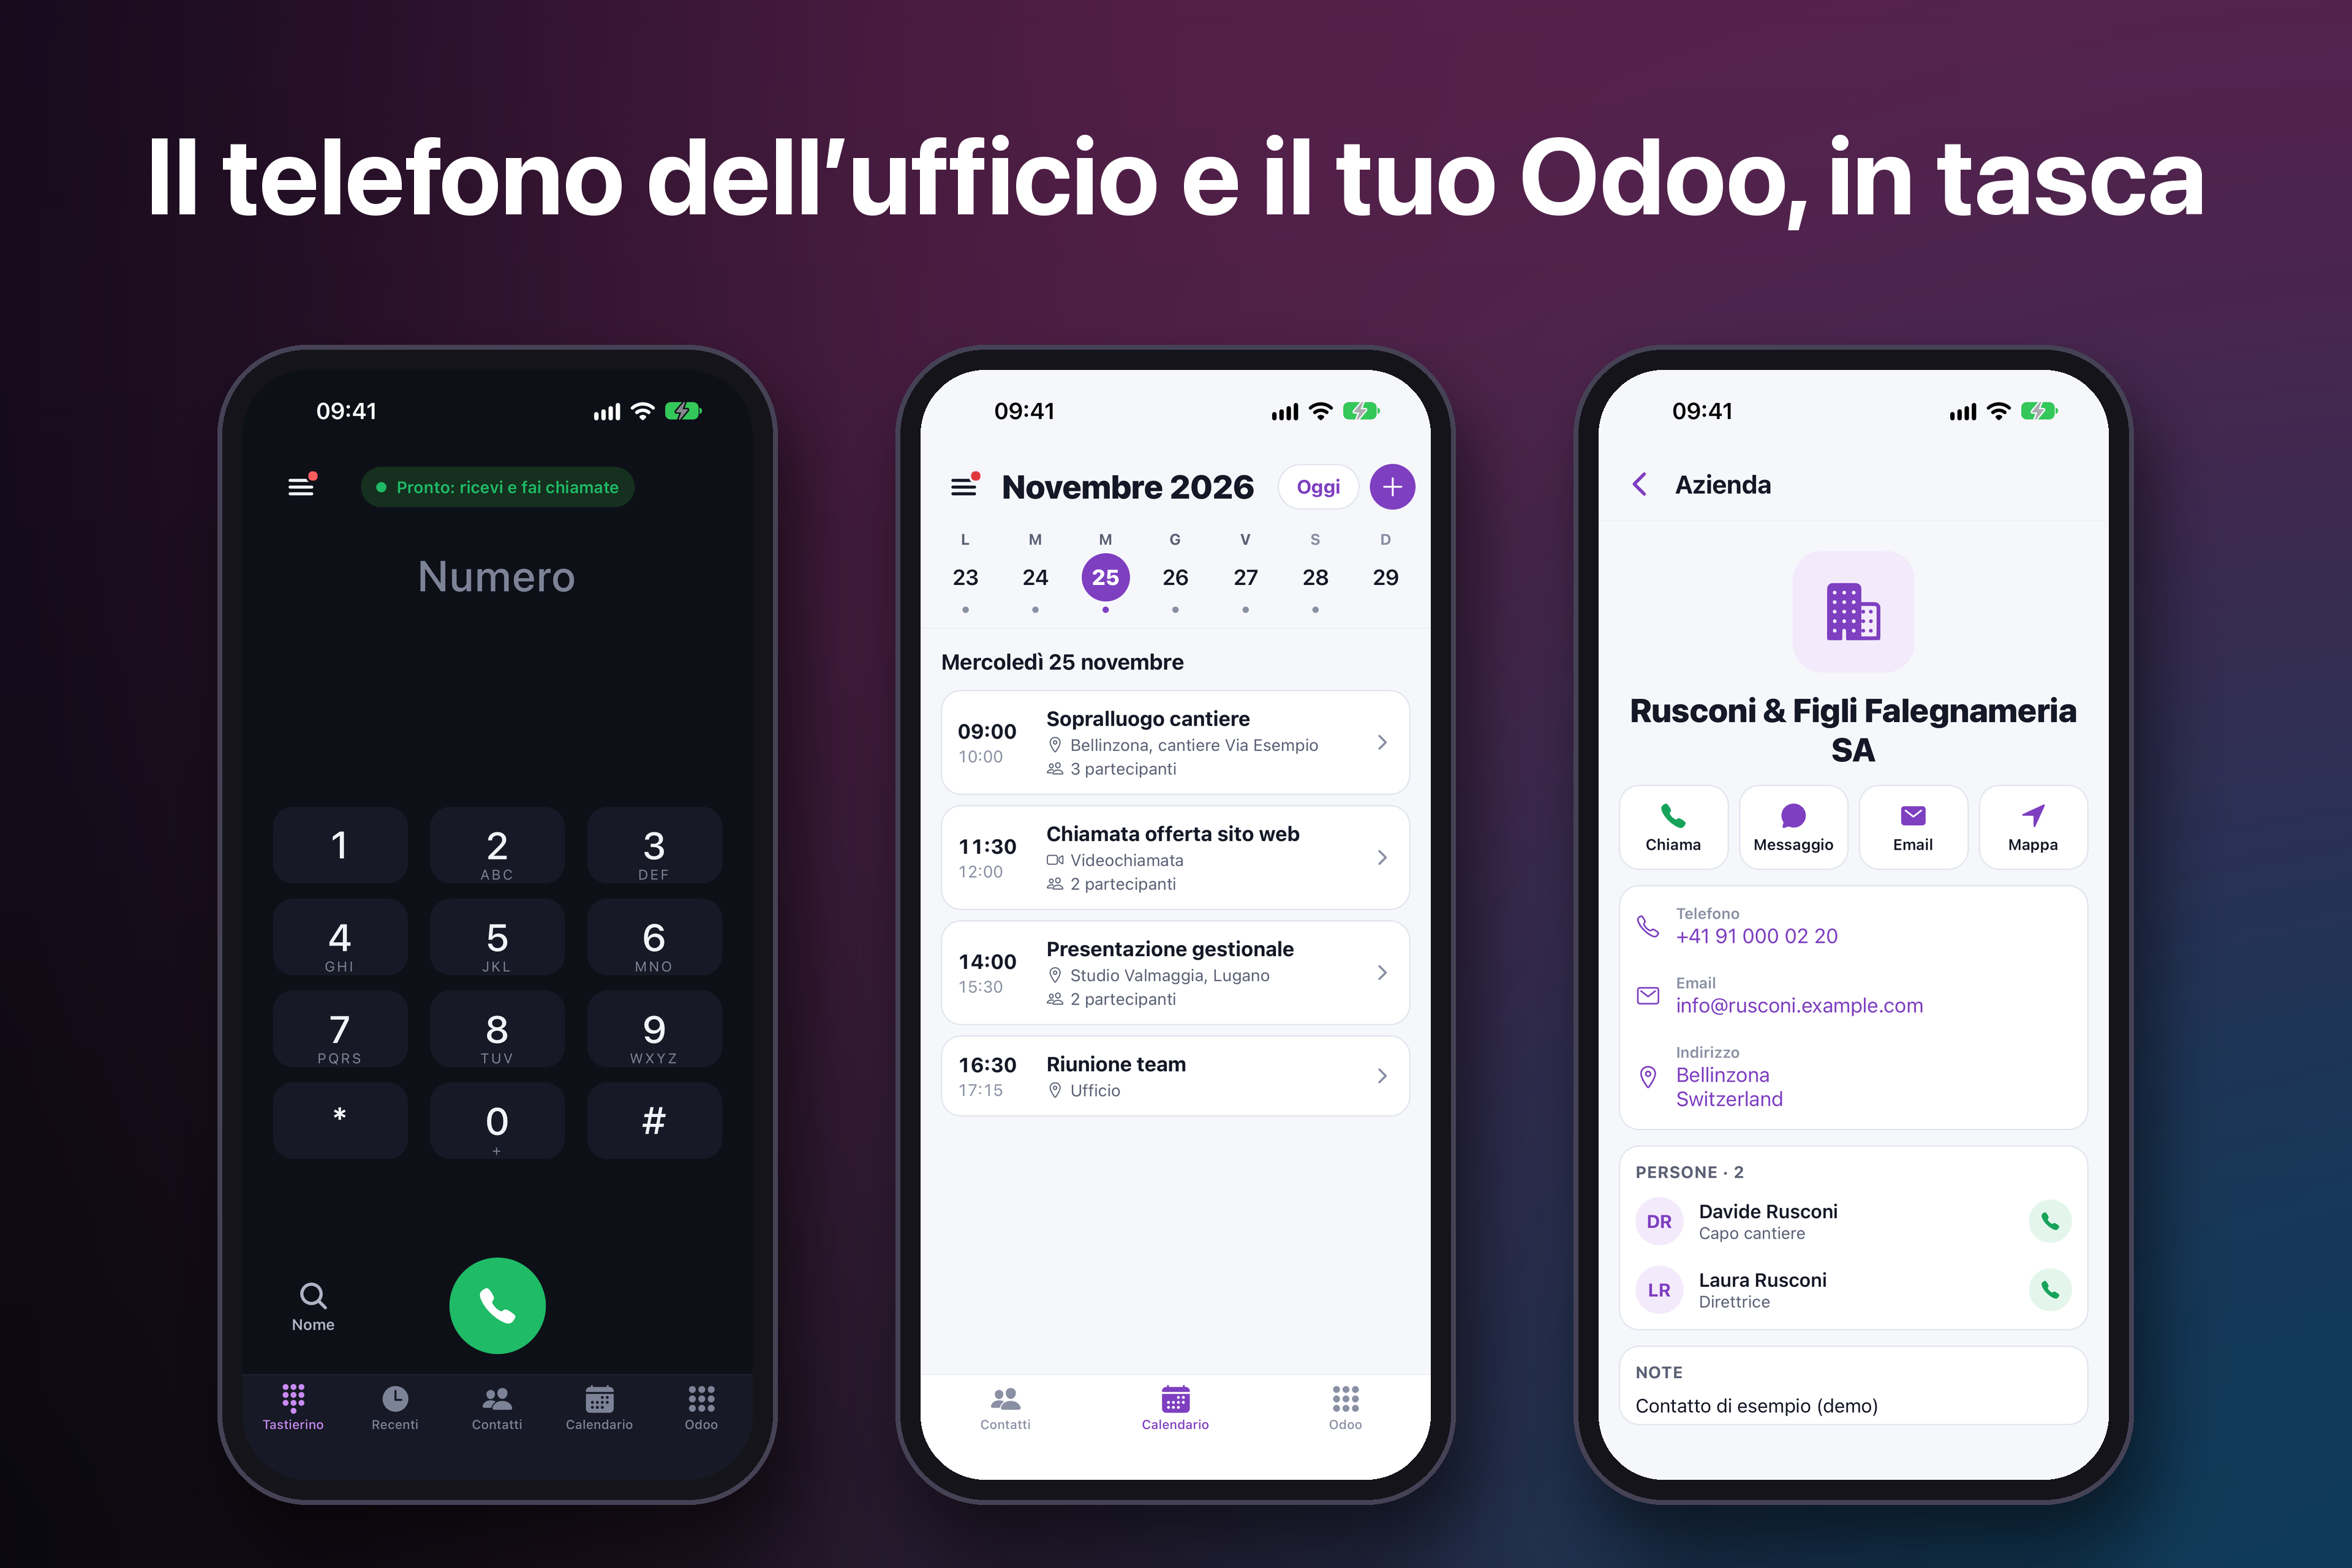 Il telefono dell’ufficio e il tuo Odoo, in tasca
09:41
Pronto: ricevi e fai chiamate
Numero
1
2
ABC
3
DEF
4
GHI
5
JKL
6
MNO
7
PQRS
8
TUV
9
WXYZ
*
0
+
#
Nome
Tastierino
Recenti
Contatti
Calendario
Odoo
09:41
Novembre 2026
Oggi
L M M G V S D
23 24 25 26 27 28 29
Mercoledì 25 novembre
09:00
10:00
Sopralluogo cantiere
Bellinzona, cantiere Via Esempio
3 partecipanti
11:30
12:00
Chiamata offerta sito web
Videochiamata
2 partecipanti
14:00
15:30
Presentazione gestionale
Studio Valmaggia, Lugano
2 partecipanti
16:30
17:15
Riunione team
Ufficio
Contatti
Calendario
Odoo
09:41
Azienda
Rusconi & Figli Falegnameria
SA
Chiama
Messaggio
Email
Mappa
Telefono
+41 91 000 02 20
Email
info@rusconi.example.com
Indirizzo
Bellinzona
Switzerland
PERSONE · 2
DR
Davide Rusconi
Capo cantiere
LR
Laura Rusconi
Direttrice
NOTE
Contatto di esempio (demo)